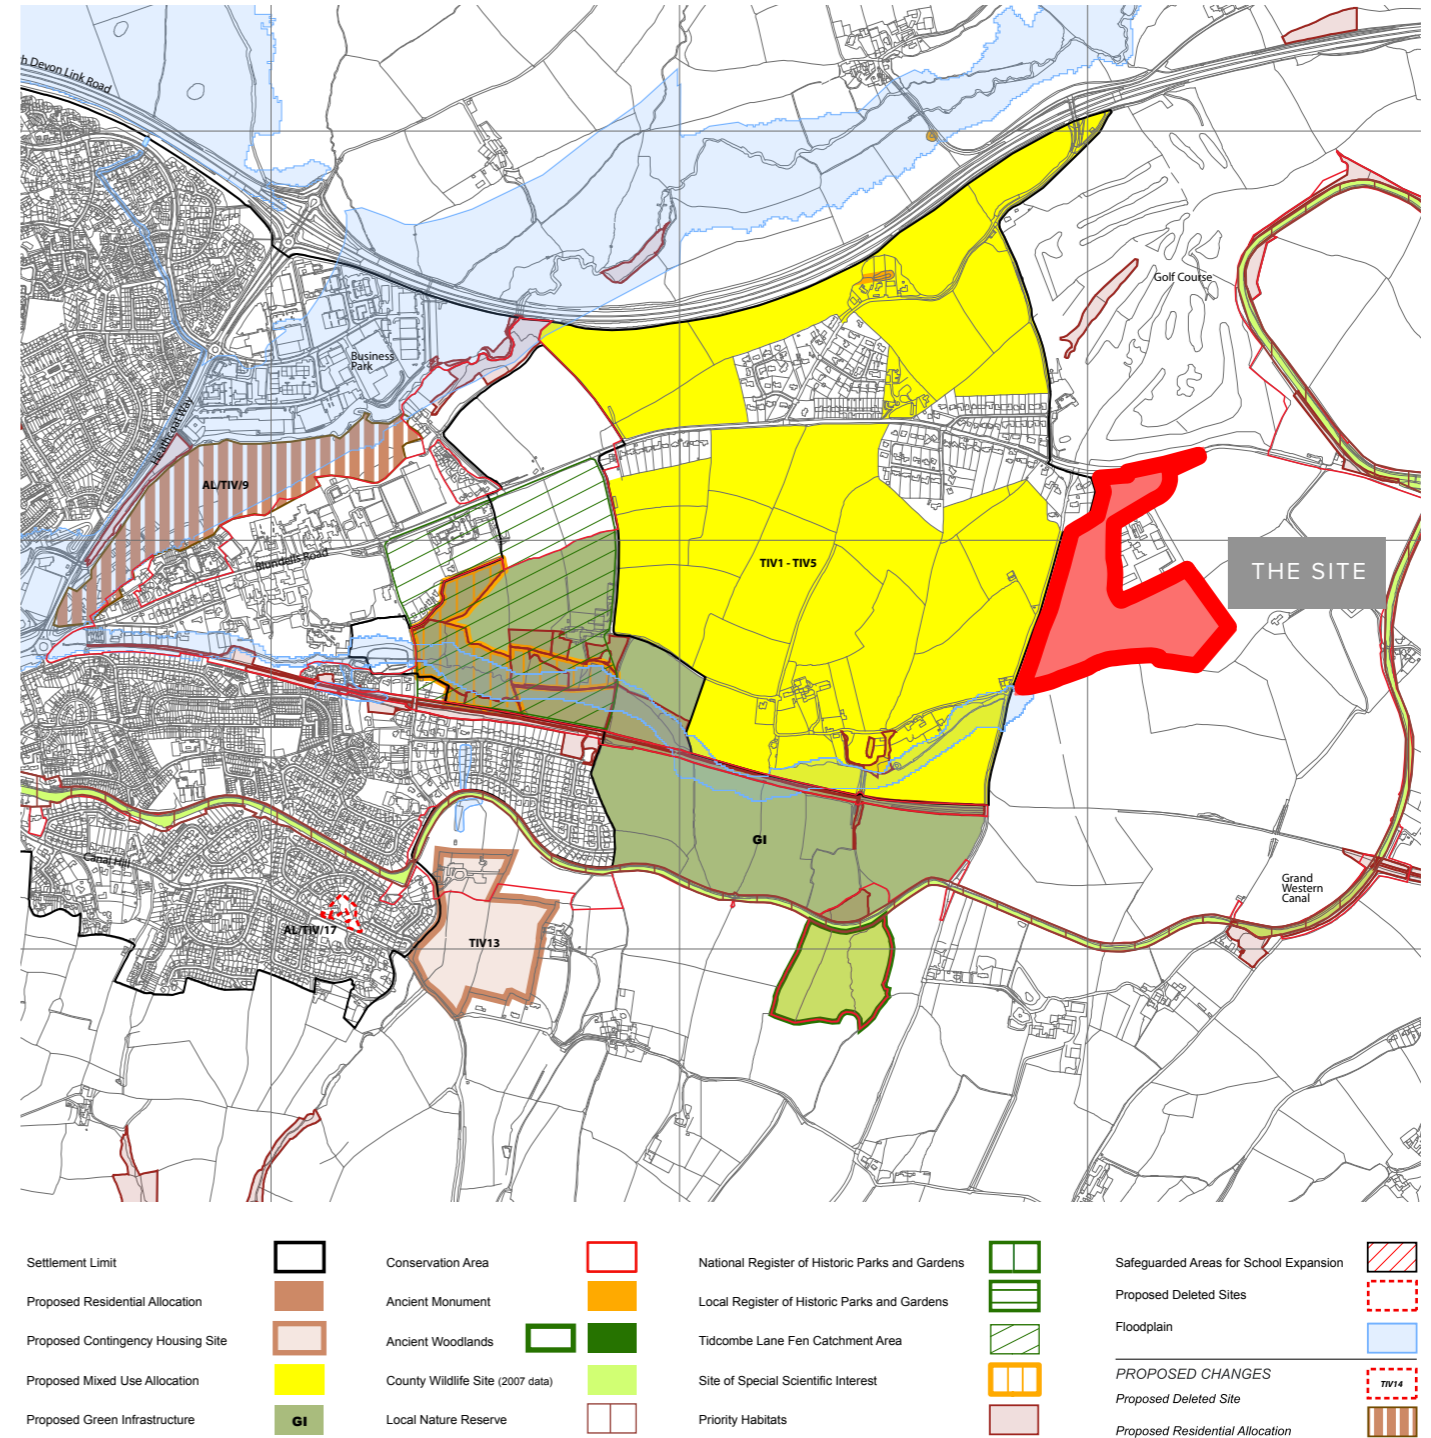 h Devon Link Road
Golf Course
Business
Park
Heathcoat Way
AL/TIV/9
Blundells Road
TIV1 - TIV5
THE SITE
GI
Canal Hill
AL/TIV/17
TIV13
Grand
Western
Canal
Settlement Limit
Proposed Residential Allocation
Proposed Contingency Housing Site
Proposed Mixed Use Allocation
Proposed Green Infrastructure
GI
Conservation Area
Ancient Monument
Ancient Woodlands
County Wildlife Site (2007 data)
Local Nature Reserve
National Register of Historic Parks and Gardens
Local Register of Historic Parks and Gardens
Tidcombe Lane Fen Catchment Area
Site of Special Scientific Interest
Priority Habitats
Safeguarded Areas for School Expansion
Proposed Deleted Sites
Floodplain
PROPOSED CHANGES
Proposed Deleted Site
TIV14
Proposed Residential Allocation